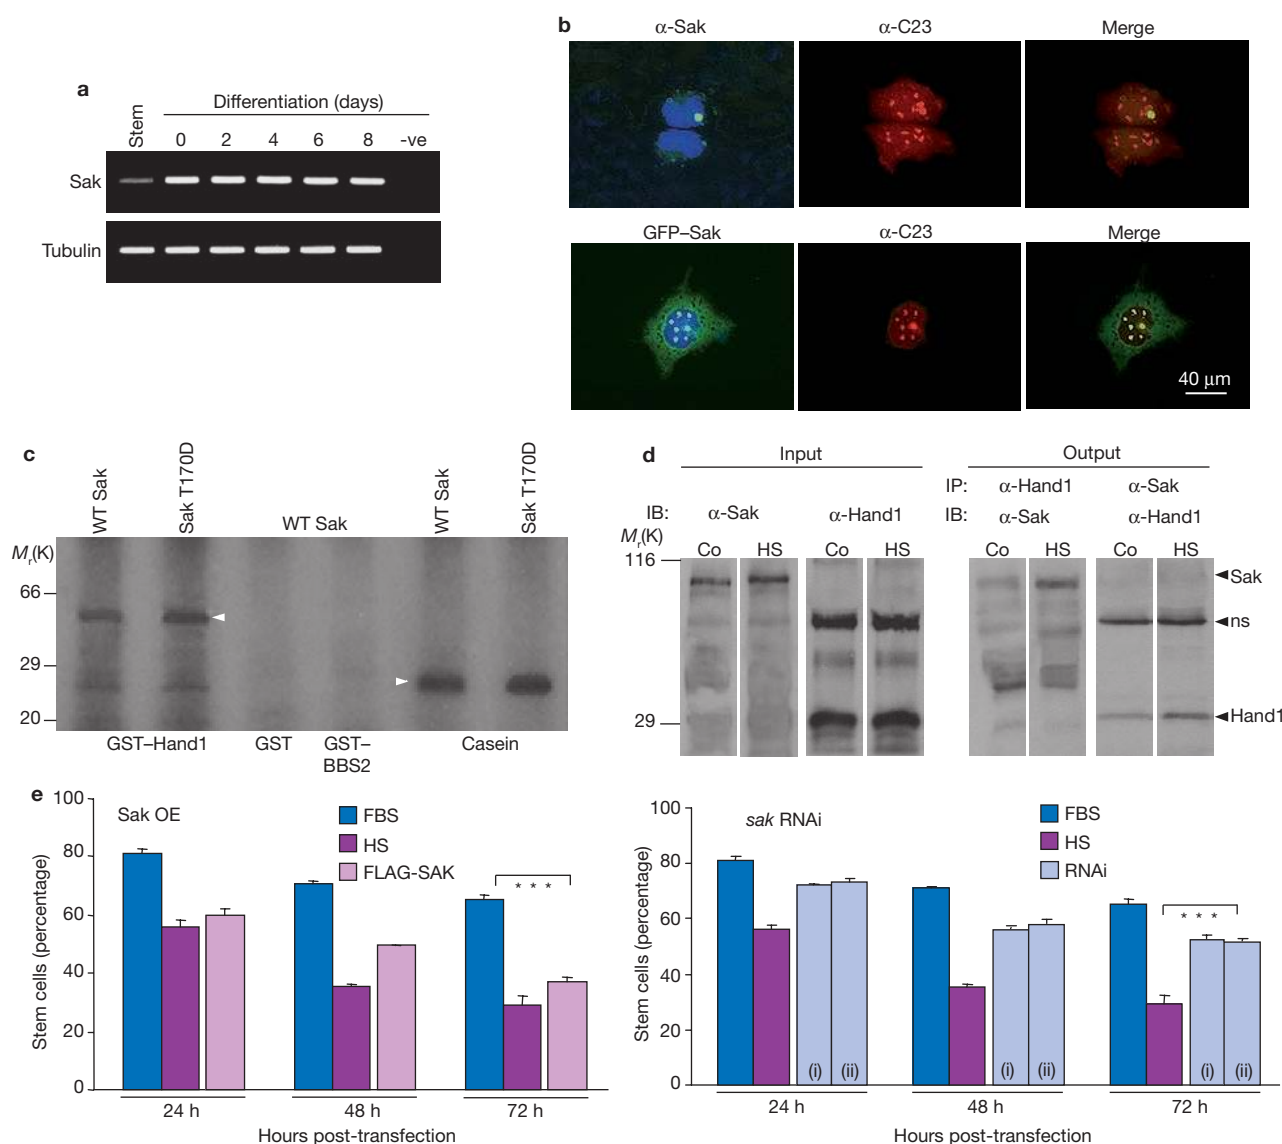 a
Differentiation (days)
Stem
0 2 4 6 8 -ve
Sak
Tubulin
b
α-Sak α-C23 Merge
GFP–Sak α-C23 Merge
40 μm
c
WT Sak
Sak T170D
WT Sak
WT Sak
Sak T170D
Mr(K)
66
29
20
GST–Hand1 GST GST–BBS2 Casein
d
Input Output
IP: α-Hand1 α-Sak
IB: α-Sak α-Hand1 IB: α-Sak α-Hand1
Mr(K) Co HS Co HS Co HS Co HS
116
29
Sak
ns
Hand1
e
Sak OE
FBS
HS
FLAG-SAK
* * *
Stem cells (percentage)
100
80
60
40
20
0
24 h 48 h 72 h
Hours post-transfection
sak RNAi
FBS
HS
RNAi
* * *
Stem cells (percentage)
100
80
60
40
20
0
(i) (ii) (i) (ii) (i) (ii)
24 h 48 h 72 h
Hours post-transfection